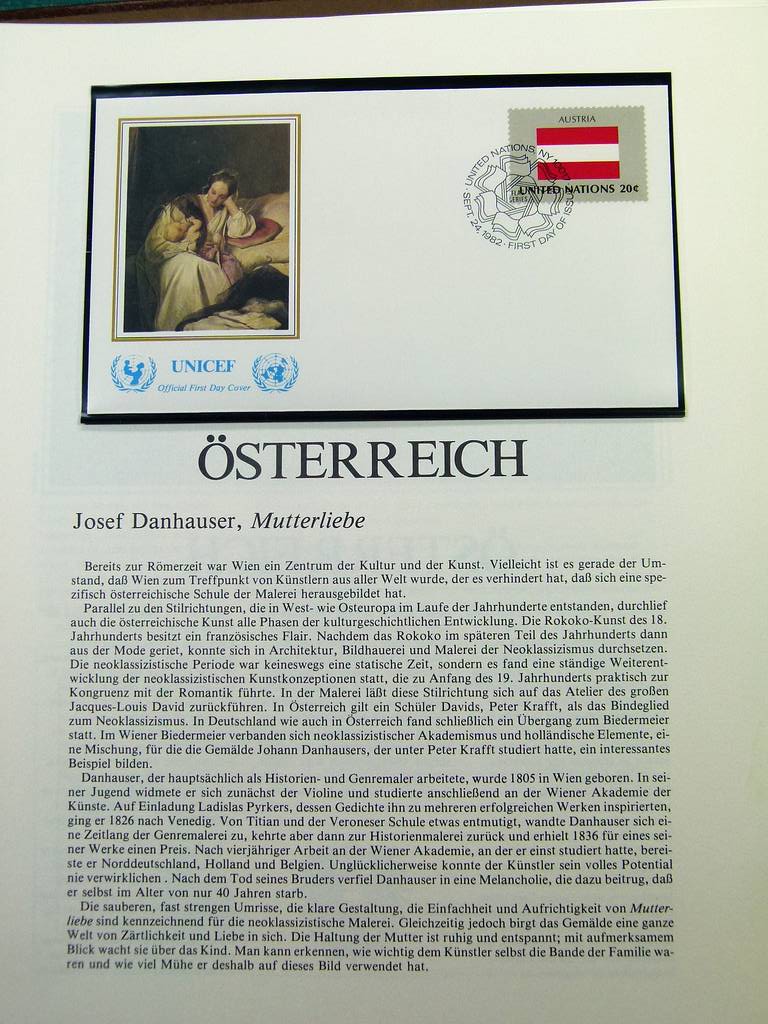 AUSTRIA
UNITED NATIONS 20¢
UNITED NATIONS, NY 10017
SEPT. 24, 1982 · FIRST DAY OF ISSUE
UNICEF
Official First Day Cover
ÖSTERREICH
Josef Danhauser, Mutterliebe
Bereits zur Römerzeit war Wien ein Zentrum der Kultur und der Kunst. Vielleicht ist es gerade der Um-
stand, daß Wien zum Treffpunkt von Künstlern aus aller Welt wurde, der es verhindert hat, daß sich eine spe-
zifisch österreichische Schule der Malerei herausgebildet hat.
Parallel zu den Stilrichtungen, die in West- wie Osteuropa im Laufe der Jahrhunderte entstanden, durchlief
auch die österreichische Kunst alle Phasen der kulturgeschichtlichen Entwicklung. Die Rokoko-Kunst des 18.
Jahrhunderts besitzt ein französisches Flair. Nachdem das Rokoko im späteren Teil des Jahrhunderts dann
aus der Mode geriet, konnte sich in Architektur, Bildhauerei und Malerei der Neoklassizismus durchsetzen.
Die neoklassizistische Periode war keineswegs eine statische Zeit, sondern es fand eine ständige Weiterent-
wicklung der neoklassizistischen Kunstkonzeptionen statt, die zu Anfang des 19. Jahrhunderts praktisch zur
Kongruenz mit der Romantik führte. In der Malerei läßt diese Stilrichtung sich auf das Atelier des großen
Jacques-Louis David zurückführen. In Österreich gilt ein Schüler Davids, Peter Krafft, als das Bindeglied
zum Neoklassizismus. In Deutschland wie auch in Österreich fand schließlich ein Übergang zum Biedermeier
statt. Im Wiener Biedermeier verbanden sich neoklassizistischer Akademismus und holländische Elemente, ei-
ne Mischung, für die die Gemälde Johann Danhausers, der unter Peter Krafft studiert hatte, ein interessantes
Beispiel bilden.
Danhauser, der hauptsächlich als Historien- und Genremaler arbeitete, wurde 1805 in Wien geboren. In sei-
ner Jugend widmete er sich zunächst der Violine und studierte anschließend an der Wiener Akademie der
Künste. Auf Einladung Ladislas Pyrkers, dessen Gedichte ihn zu mehreren erfolgreichen Werken inspirierten,
ging er 1826 nach Venedig. Von Titian und der Veroneser Schule etwas entmutigt, wandte Danhauser sich ei-
ne Zeitlang der Genremalerei zu, kehrte aber dann zur Historienmalerei zurück und erhielt 1836 für eines sei-
ner Werke einen Preis. Nach vierjähriger Arbeit an der Wiener Akademie, an der er einst studiert hatte, berei-
ste er Norddeutschland, Holland und Belgien. Unglücklicherweise konnte der Künstler sein volles Potential
nie verwirklichen . Nach dem Tod seines Bruders verfiel Danhauser in eine Melancholie, die dazu beitrug, daß
er selbst im Alter von nur 40 Jahren starb.
Die sauberen, fast strengen Umrisse, die klare Gestaltung, die Einfachheit und Aufrichtigkeit von Mutter-
liebe sind kennzeichnend für die neoklassizistische Malerei. Gleichzeitig jedoch birgt das Gemälde eine ganze
Welt von Zärtlichkeit und Liebe in sich. Die Haltung der Mutter ist ruhig und entspannt; mit aufmerksamem
Blick wacht sie über das Kind. Man kann erkennen, wie wichtig dem Künstler selbst die Bande der Familie wa-
ren und wie viel Mühe er deshalb auf dieses Bild verwendet hat.